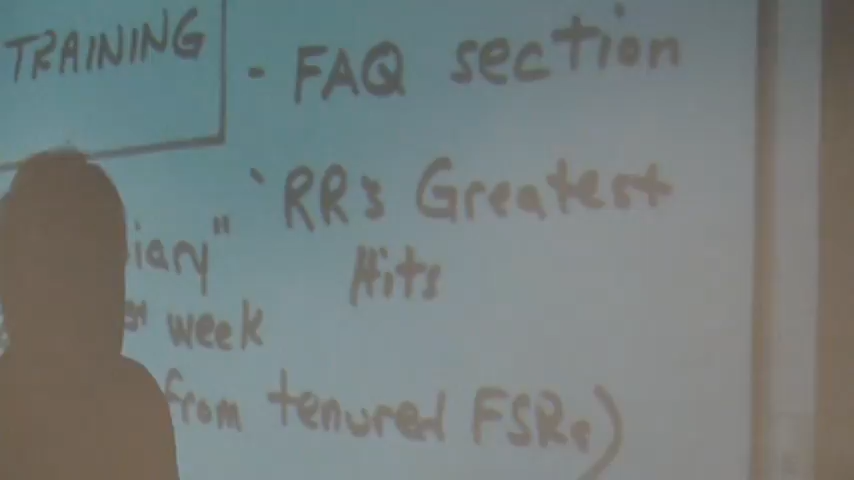 TRAINING
- FAQ section
RR's Greatest
Hits
iary"
week
from tenured FSRs)